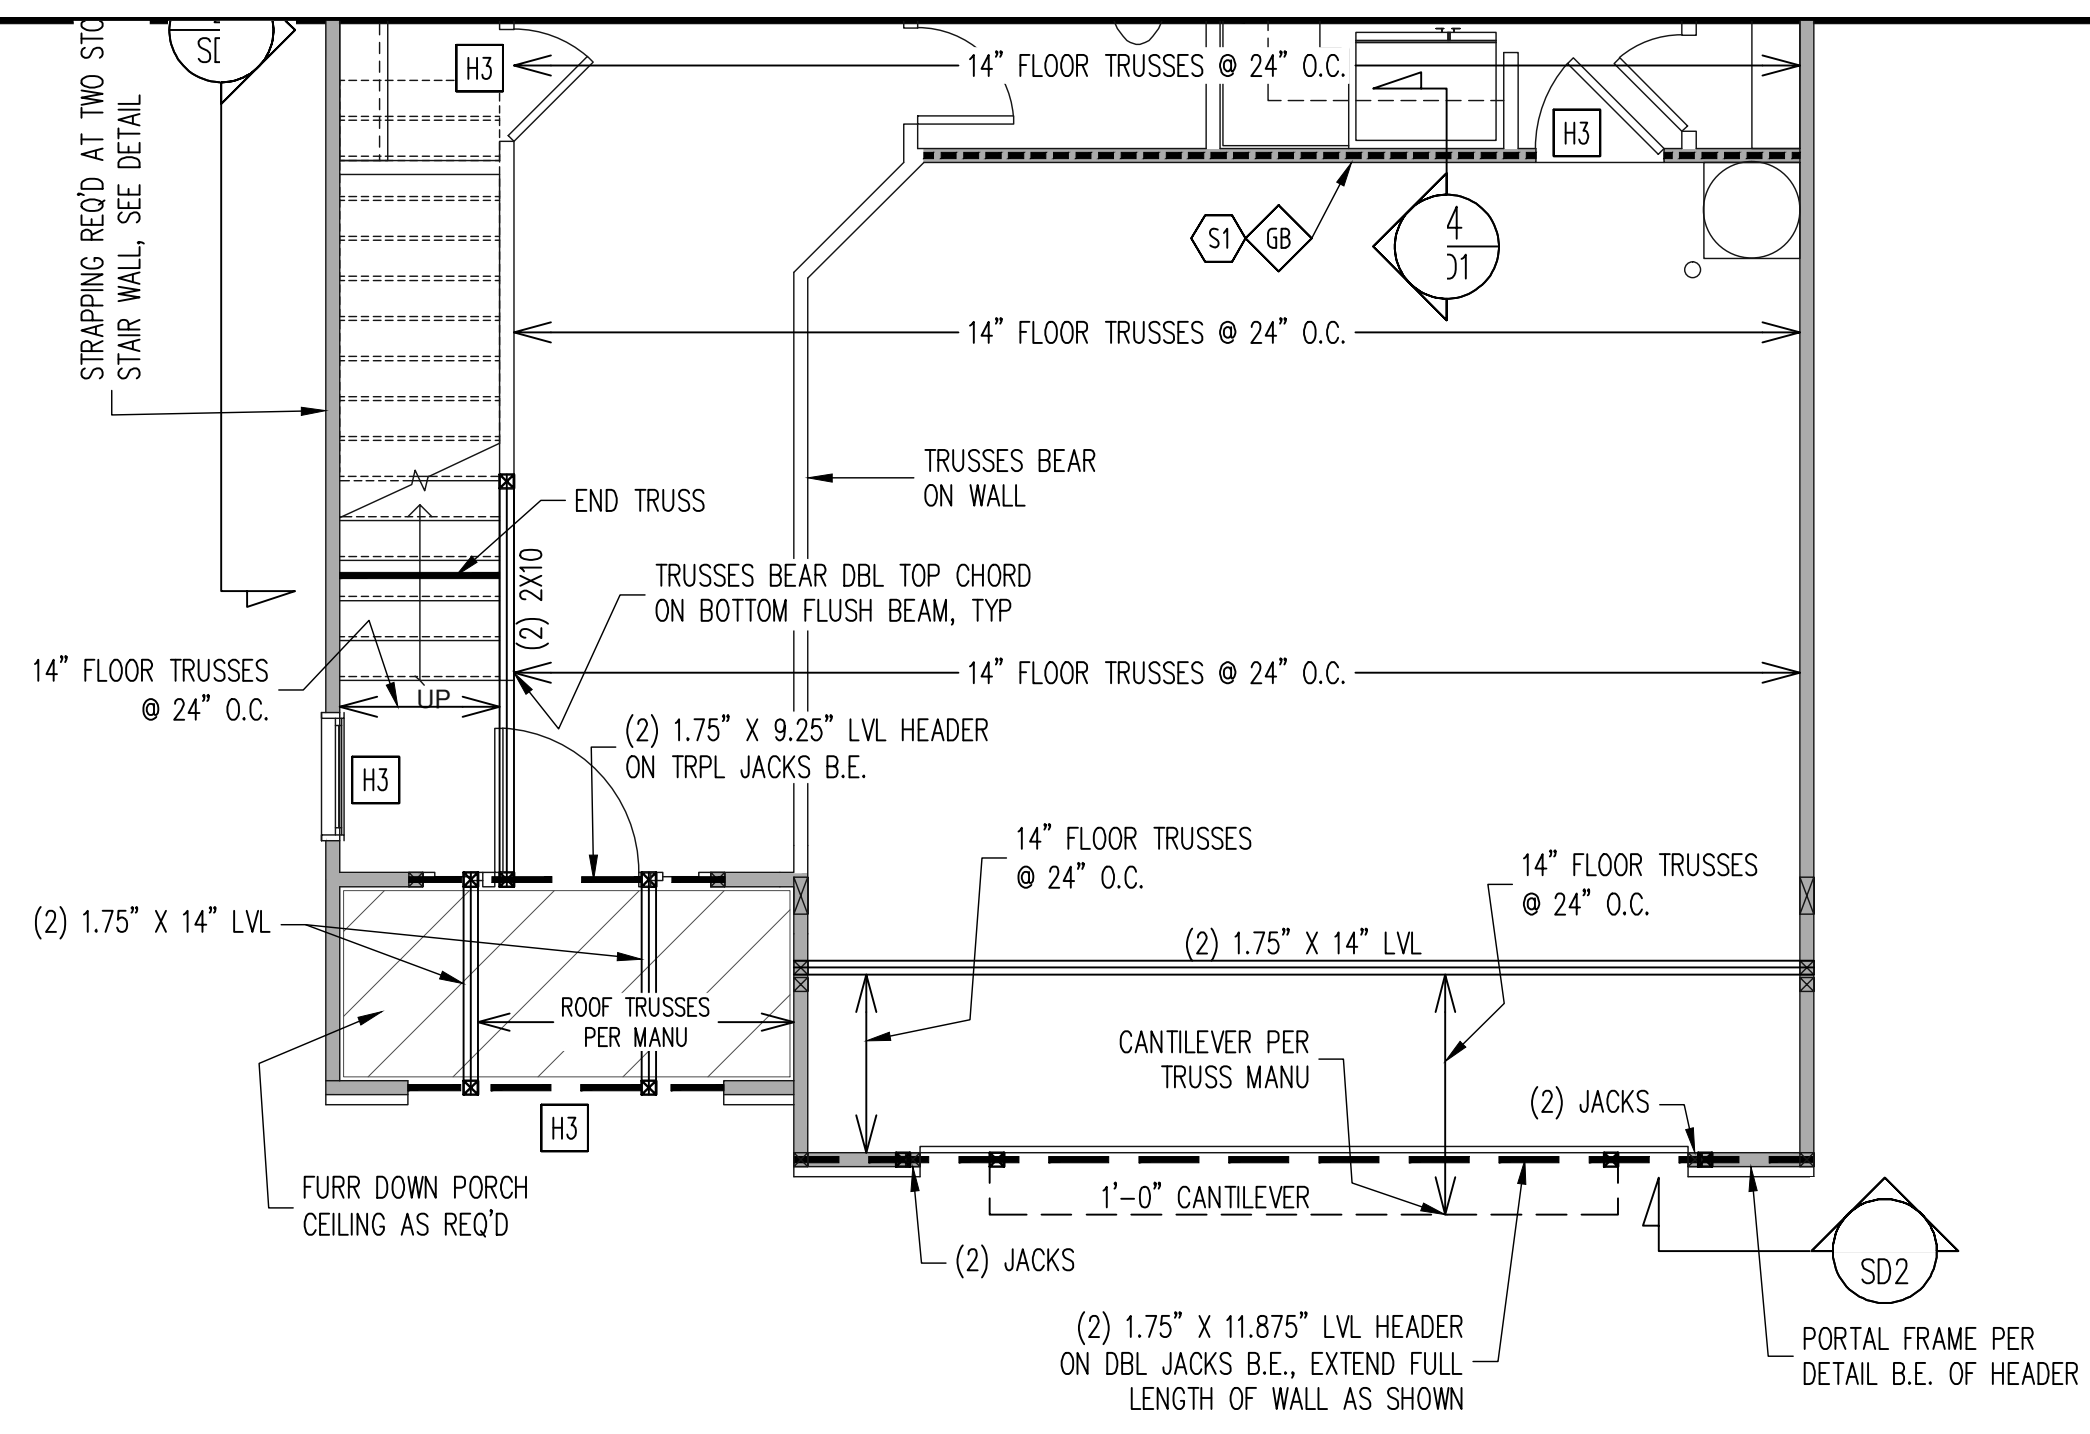 STRAPPING REQ'D AT TWO
STAIR WALL, SEE DETAIL
H3
14" FLOOR TRUSSES @ 24" O.C.
H3
S1
GB
4
14" FLOOR TRUSSES @ 24" O.C.
TRUSSES BEAR
ON WALL
END TRUSS
(2) 2X10
TRUSSES BEAR DBL TOP CHORD
ON BOTTOM FLUSH BEAM, TYP
14" FLOOR TRUSSES
@ 24" O.C.
14" FLOOR TRUSSES @ 24" O.C.
UP
(2) 1.75" X 9.25" LVL HEADER
ON TRPL JACKS B.E.
H3
14" FLOOR TRUSSES
@ 24" O.C.
14" FLOOR TRUSSES
@ 24" O.C.
(2) 1.75" X 14" LVL
(2) 1.75" X 14" LVL
ROOF TRUSSES
PER MANU
CANTILEVER PER
TRUSS MANU
(2) JACKS
H3
FURR DOWN PORCH
CEILING AS REQ'D
1'-0" CANTILEVER
(2) JACKS
SD2
(2) 1.75" X 11.875" LVL HEADER
ON DBL JACKS B.E., EXTEND FULL
LENGTH OF WALL AS SHOWN
PORTAL FRAME PER
DETAIL B.E. OF HEADER